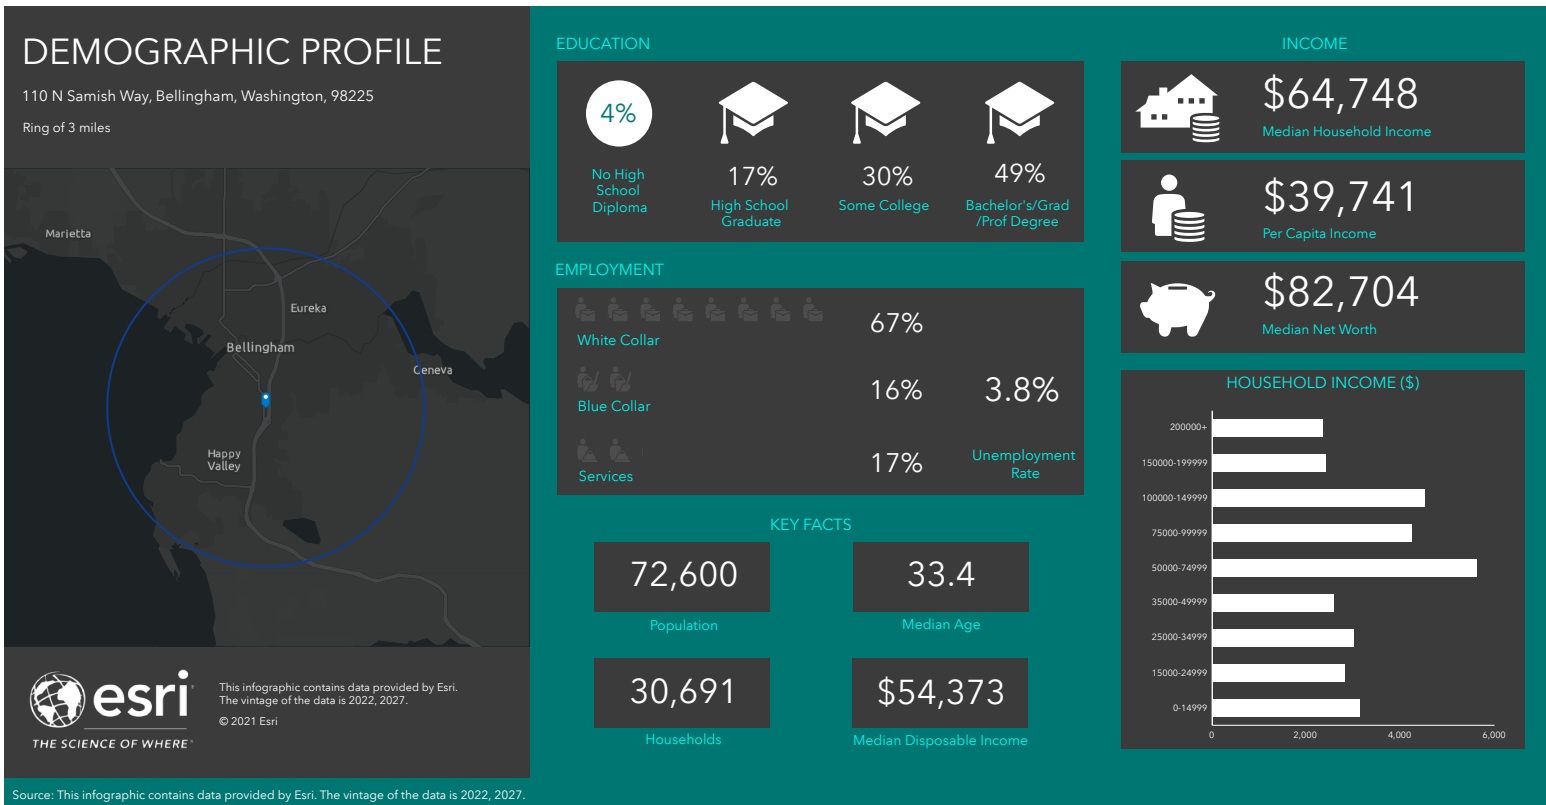 DEMOGRAPHIC PROFILE
110 N Samish Way, Bellingham, Washington, 98225
Ring of 3 miles
Marietta
Eureka
Bellingham
Geneva
Happy
Valley
esri
THE SCIENCE OF WHERE®
This infographic contains data provided by Esri.
The vintage of the data is 2022, 2027.
© 2021 Esri
EDUCATION
4%
No High
School
Diploma
17%
High School
Graduate
30%
Some College
49%
Bachelor's/Grad
/Prof Degree
EMPLOYMENT
White Collar
67%
Blue Collar
16%
Services
17%
3.8%
Unemployment
Rate
KEY FACTS
72,600
Population
33.4
Median Age
30,691
Households
$54,373
Median Disposable Income
INCOME
$64,748
Median Household Income
$39,741
Per Capita Income
$82,704
Median Net Worth
HOUSEHOLD INCOME ($)
200000+
150000-199999
100000-149999
75000-99999
50000-74999
35000-49999
25000-34999
15000-24999
0-14999
0 2,000 4,000 6,000
Source: This infographic contains data provided by Esri. The vintage of the data is 2022, 2027.